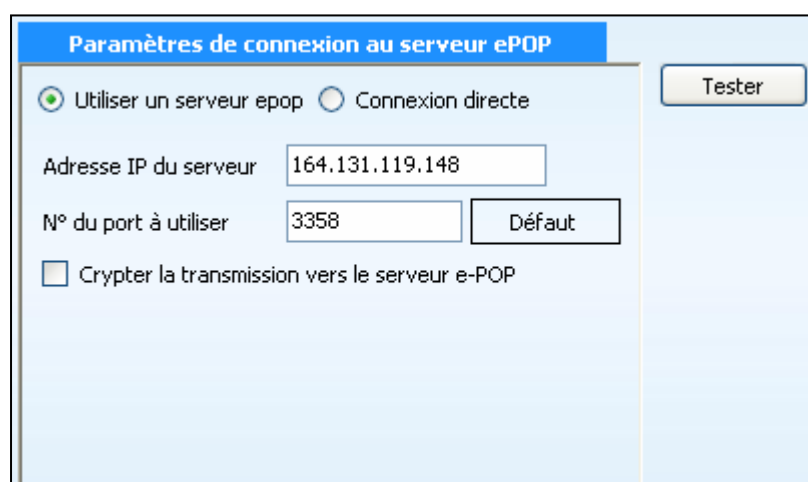 Paramètres de connexion au serveur ePOP
Utiliser un serveur epop Connexion directe
Tester
Adresse IP du serveur 164.131.119.148
N° du port à utiliser 3358 Défaut
Crypter la transmission vers le serveur e-POP